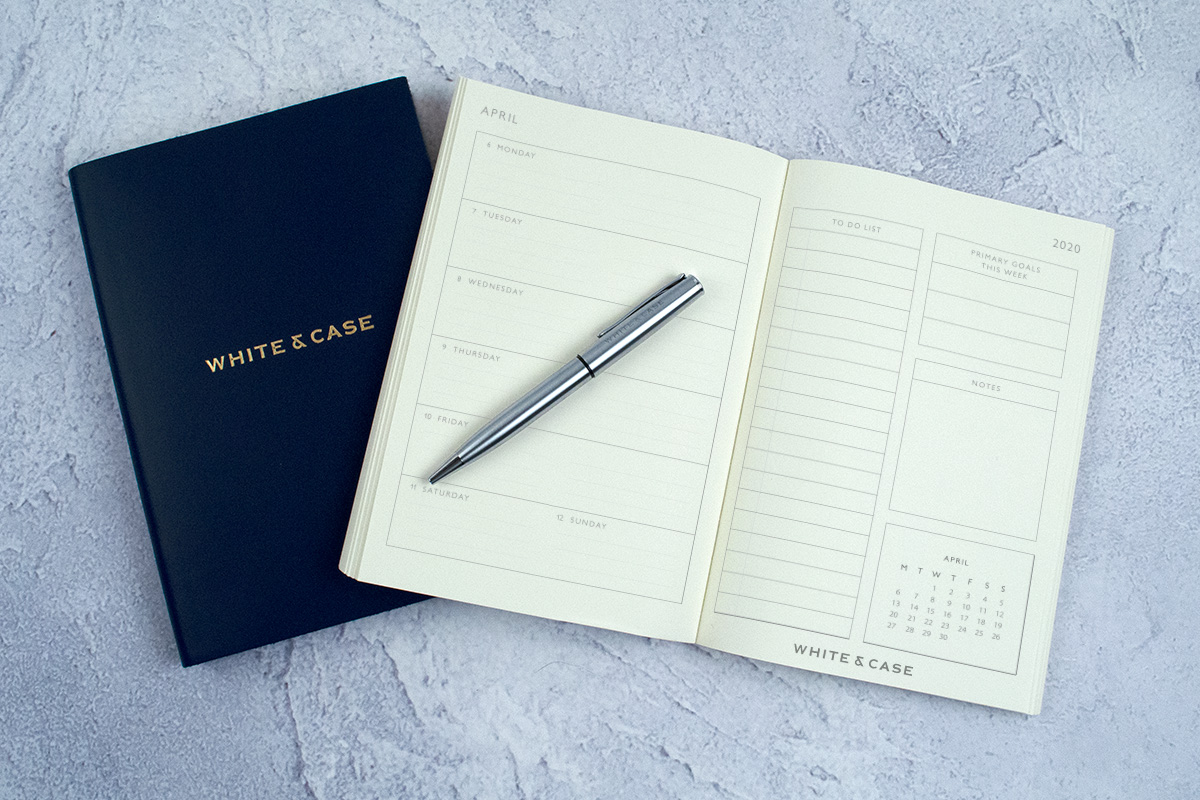 WHITE & CASE
APRIL
6 MONDAY
7 TUESDAY
8 WEDNESDAY
9 THURSDAY
10 FRIDAY
11 SATURDAY
12 SUNDAY
WHITE & CASE
2020
TO DO LIST
PRIMARY GOALS
THIS WEEK
NOTES
APRIL
M T W T F S S
1 2 3 4 5
6 7 8 9 10 11 12
13 14 15 16 17 18 19
20 21 22 23 24 25 26
27 28 29 30
WHITE & CASE